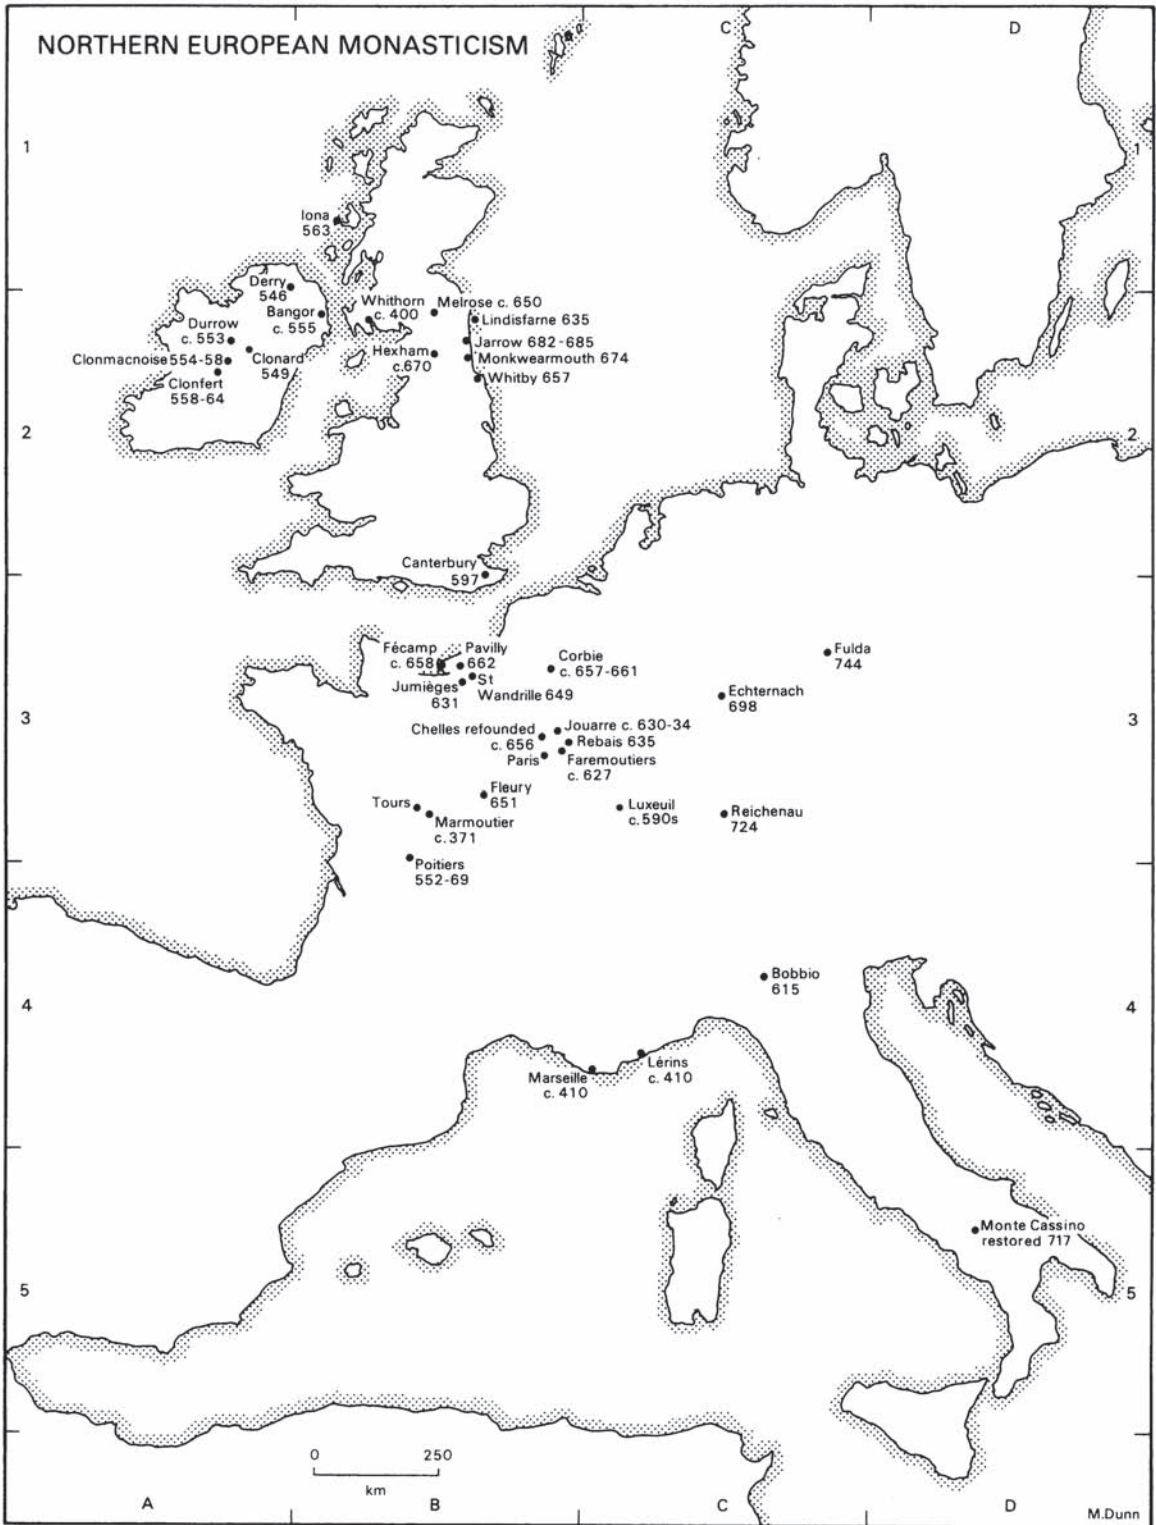 NORTHERN EUROPEAN MONASTICISM
C
D
1
1
Iona
563
Derry
546
Bangor
c. 555
Whithorn
c. 400
Melrose c. 650
Lindisfarne 635
Durrow
c. 553
Jarrow 682-685
Clonmacnoise 554-58
Clonard
549
Hexham
c.670
Monkwearmouth 674
Clonfert
558-64
Whitby 657
2
2
Canterbury
597
Fécamp
c. 658
Pavilly
662
Corbie
c. 657-661
Fulda
744
Jumièges
631
St
Wandrille 649
Echternach
698
3
3
Chelles refounded
c. 656
Jouarre c. 630-34
Rebais 635
Paris
Faremoutiers
c. 627
Fleury
651
Tours
Marmoutier
c. 371
Luxeuil
c. 590s
Reichenau
724
Poitiers
552-69
Bobbio
615
4
4
Marseille
c. 410
Lérins
c. 410
Monte Cassino
restored 717
5
5
0 250
km
A
B
C
D
M.Dunn